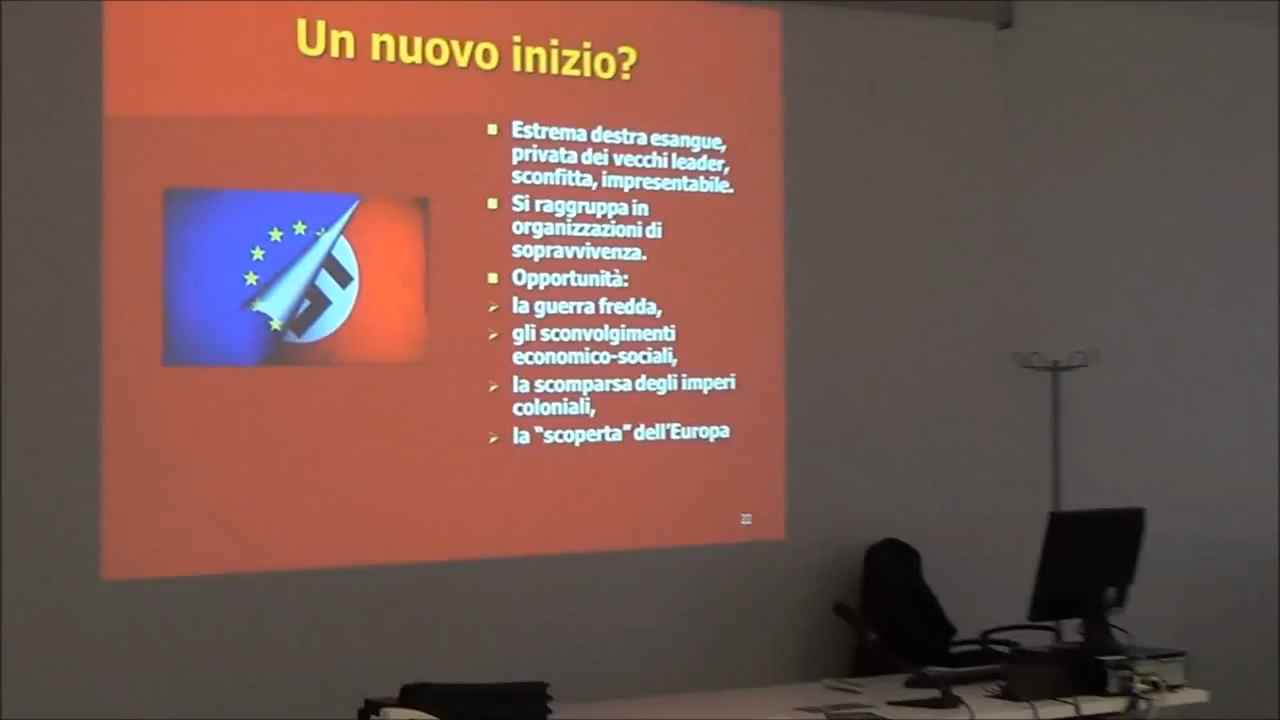 Un nuovo inizio?
Estrema destra esangue,
privata dei vecchi leader,
sconfitta, impresentabile.
Si raggruppa in
organizzazioni di
sopravvivenza.
Opportunità:
la guerra fredda,
gli sconvolgimenti
economico-sociali,
la scomparsa degli imperi
coloniali,
la “scoperta” dell’Europa